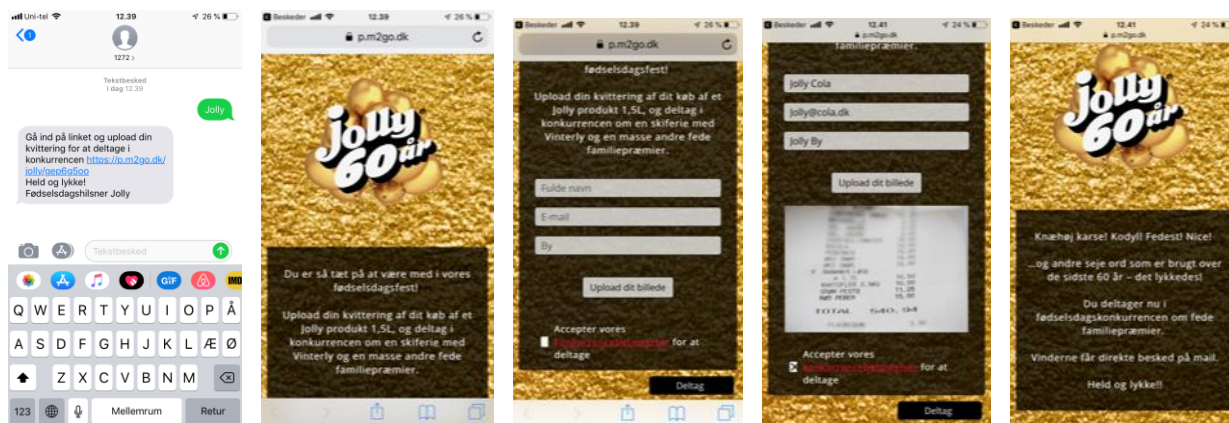 Uni-tel
12.39
26 %
1
1272 >
Tekstbesked
i dag 12.39
Jolly
Gå ind på linket og upload din
kvittering for at deltage i
konkurrencen https://p.m2go.dk/
jolly/qep6g5oo
Held og lykke!
Fødselsdagshilsner Jolly
Tekstbesked
GIF
IMD
Q W E R T Y U I O P Å
A S D F G H J K L Æ Ø
Z X C V B N M
123
Mellemrum
Retur
Beskeder
12.39
26 %
p.m2go.dk
jolly
60 år
Du er så tæt på at være med i vores
fødselsdagsfest!
Upload din kvittering af dit køb af et
Jolly produkt 1,5L, og deltag i
konkurrencen om en skiferie med
Vinterly og en masse andre fede
familiepræmier.
Beskeder
12.39
26 %
p.m2go.dk
fødselsdagsfest!
Upload din kvittering af dit køb af et
Jolly produkt 1,5L, og deltag i
konkurrencen om en skiferie med
Vinterly og en masse andre fede
familiepræmier.
Fulde navn
E-mail
By
Upload dit billede
Accepter vores
konkurrencebetingelser for at
deltage
Deltag
Beskeder
12.41
24 %
p.m2go.dk
familiepræmier.
Jolly Cola
Jolly@cola.dk
Jolly By
Upload dit billede
TOTAL 540,94
Accepter vores
konkurrencebetingelser for at
deltage
Deltag
Beskeder
12.41
24 %
p.m2go.dk
jolly
60 år
Knæhøj karse! Kodyl! Fedest! Nice!
...og andre seje ord som er brugt over
de sidste 60 år – det lykkedes!
Du deltager nu i
fødselsdagskonkurrencen om fede
familiepræmier.
Vinderne får direkte besked på mail.
Held og lykke!!